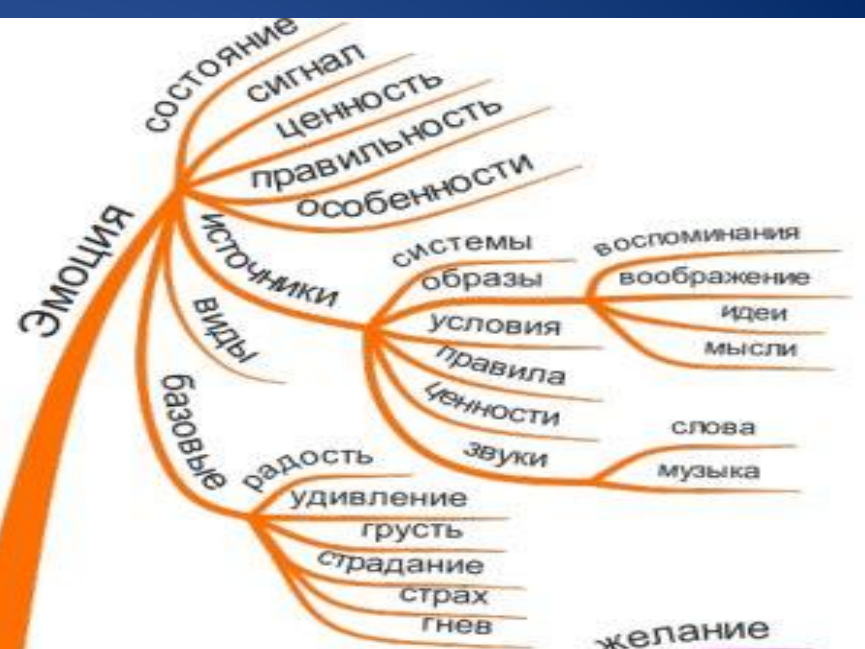 Эмоция
состояние
сигнал
ценность
правильность
особенности
источники
системы
образы
воспоминания
воображение
идеи
мысли
условия
правила
ценности
звуки
слова
музыка
виды
базовые
радость
удивление
грусть
страдание
страх
гнев
желание